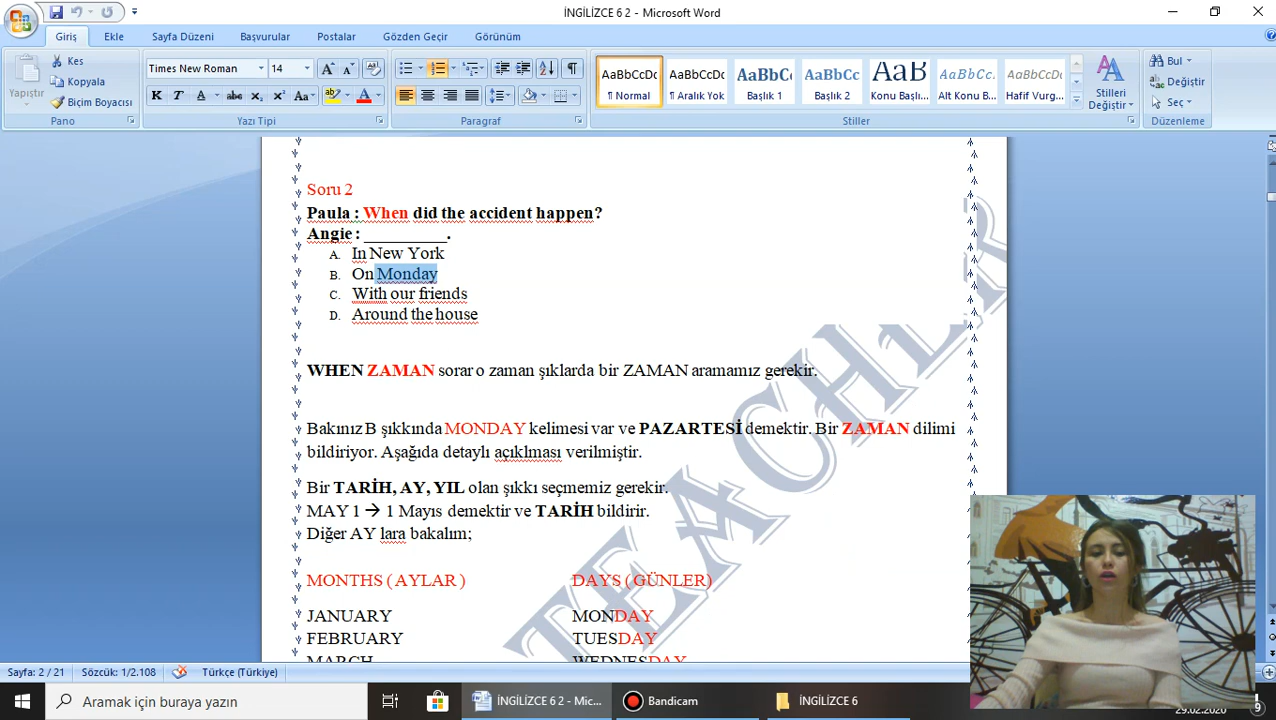 İNGİLİZCE 6 2 - Microsoft Word
Giriş Ekle Sayfa Düzeni Başvurular Postalar Gözden Geçir Görünüm
Yapıştır
Kes
Kopyala
Biçim Boyacısı
Pano
Times New Roman 14
Yazı Tipi
Paragraf
AaBbCcDc AaBbCcDc AaBbCc AaBbCc AaB AaBbCc. AaBbCcDc
¶ Normal ¶ Aralık Yok Başlık 1 Başlık 2 Konu Başlı... Alt Konu B... Hafif Vurg...
Stilleri Değiştir
Stiller
Bul
Değiştir
Seç
Düzenleme
Soru 2
Paula : When did the accident happen?
Angie : __________.
A. In New York
B. On Monday
C. With our friends
D. Around the house
WHEN ZAMAN sorar o zaman şıklarda bir ZAMAN aramamız gerekir.
Bakınız B şıkkında MONDAY kelimesi var ve PAZARTESİ demektir. Bir ZAMAN dilimi
bildiriyor. Aşağıda detaylı açıklması verilmiştir.
Bir TARİH, AY, YIL olan şıkkı seçmemiz gerekir.
MAY 1 → 1 Mayıs demektir ve TARİH bildirir.
Diğer AY lara bakalım;
MONTHS ( AYLAR ) DAYS ( GÜNLER)
JANUARY MONDAY
FEBRUARY TUESDAY
MARCH WEDNESDAY
TEACHER
Sayfa: 2 / 21 Sözcük: 1/2.108 Türkçe (Türkiye)
Aramak için buraya yazın
İNGİLİZCE 6 2 - Mic...
Bandicam
İNGİLİZCE 6
29.02.2020